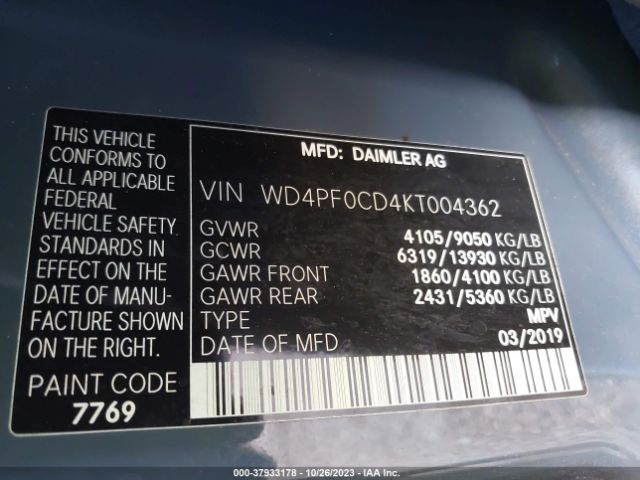 THIS VEHICLE
CONFORMS TO
ALL APPLICABLE
FEDERAL
VEHICLE SAFETY
STANDARDS IN
EFFECT ON THE
DATE OF MANU-
FACTURE SHOWN
ON THE RIGHT.
PAINT CODE
7769
MFD: DAIMLER AG
VIN WD4PF0CD4KT004362
GVWR 4105/9050 KG/LB
GCWR 6319/13930 KG/LB
GAWR FRONT 1860/4100 KG/LB
GAWR REAR 2431/5360 KG/LB
TYPE MPV
DATE OF MFD 03/2019
000-37933178 - 10/26/2023 - IAAI.COM